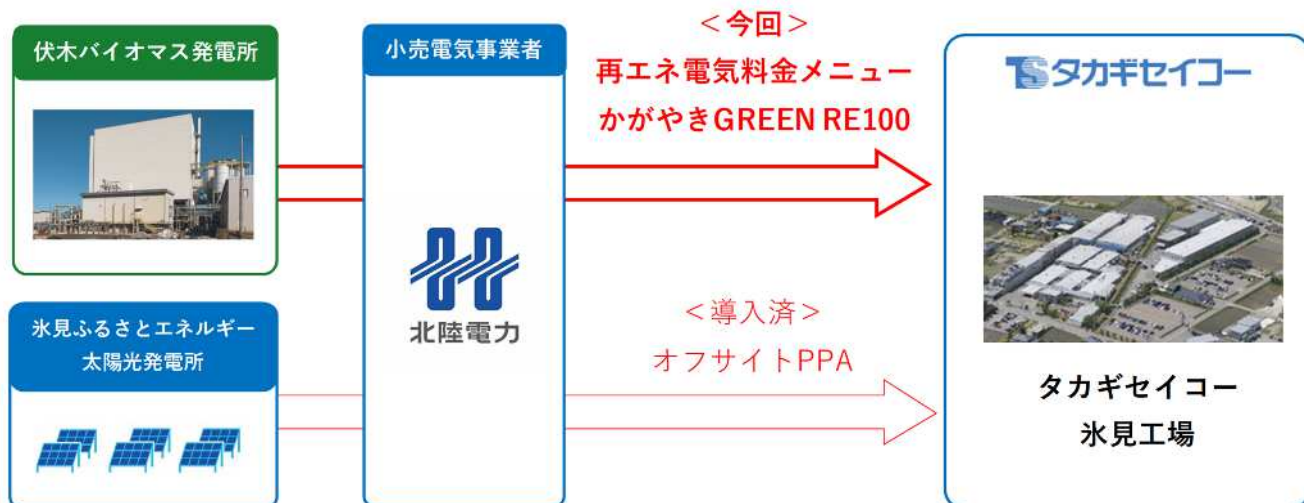 伏木バイオマス発電所
氷見ふるさとエネルギー
太陽光発電所
小売電気事業者
北陸電力
＜今回＞
再エネ電気料金メニュー
かがやきGREEN RE100
＜導入済＞
オフサイトPPA
TSタカギセイコー
タカギセイコー
氷見工場